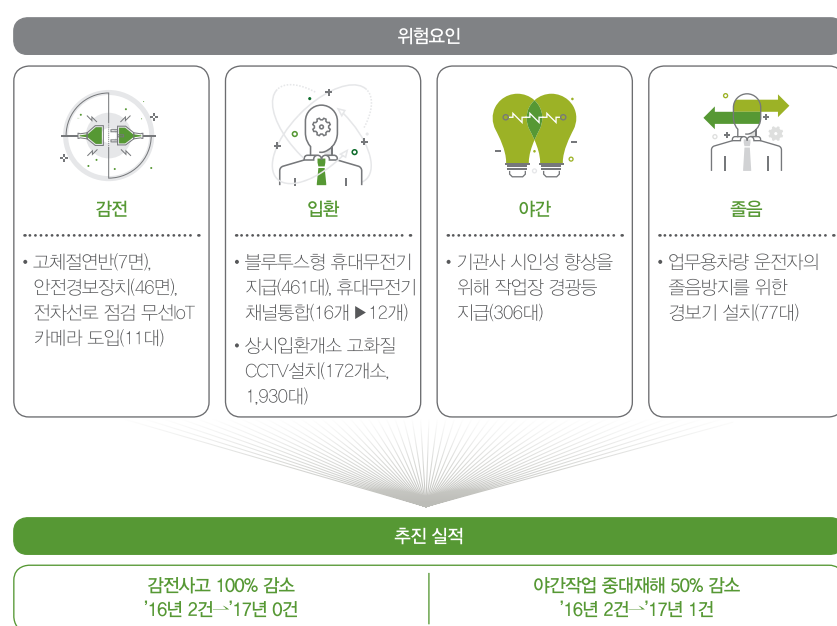 위험요인
감전
• 고체절연반(7면),
안전경보장치(46면),
전차선로 점검 무선IoT
카메라 도입(11대)
입환
• 블루투스형 휴대무전기
지급(461대), 휴대무전기
채널통합(16개 ▶12개)
• 상시입환개소 고화질
CCTV설치(172개소,
1,930대)
야간
• 기관사 시인성 향상을
위해 작업장 경광등
지급(306대)
졸음
• 업무용차량 운전자의
졸음방지를 위한
경보기 설치(77대)
추진 실적
감전사고 100% 감소
’16년 2건→’17년 0건
야간작업 중대재해 50% 감소
’16년 2건→’17년 1건